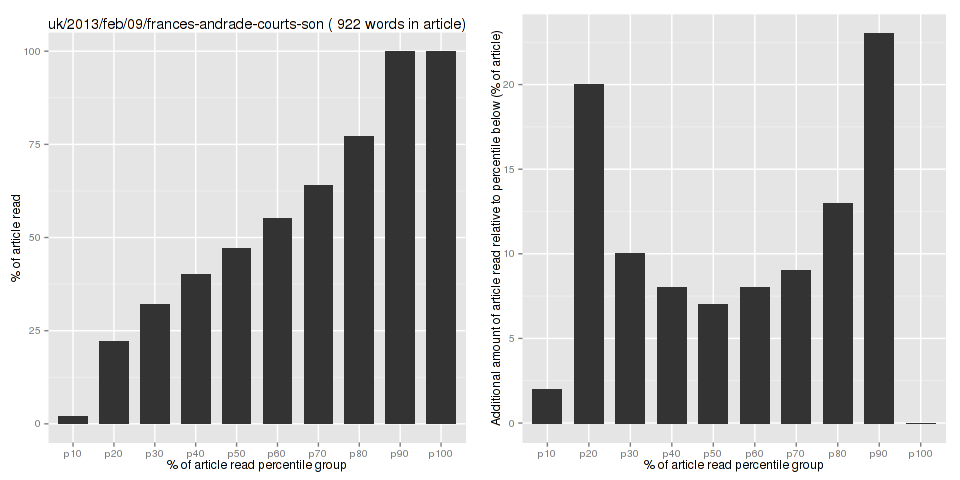 uk/2013/feb/09/frances-andrade-courts-son ( 922 words in article)
% of article read
100
75
50
25
0
p10 p20 p30 p40 p50 p60 p70 p80 p90 p100
% of article read percentile group
Additional amount of article read relative to percentile below (% of article)
20
15
10
5
0
p10 p20 p30 p40 p50 p60 p70 p80 p90 p100
% of article read percentile group